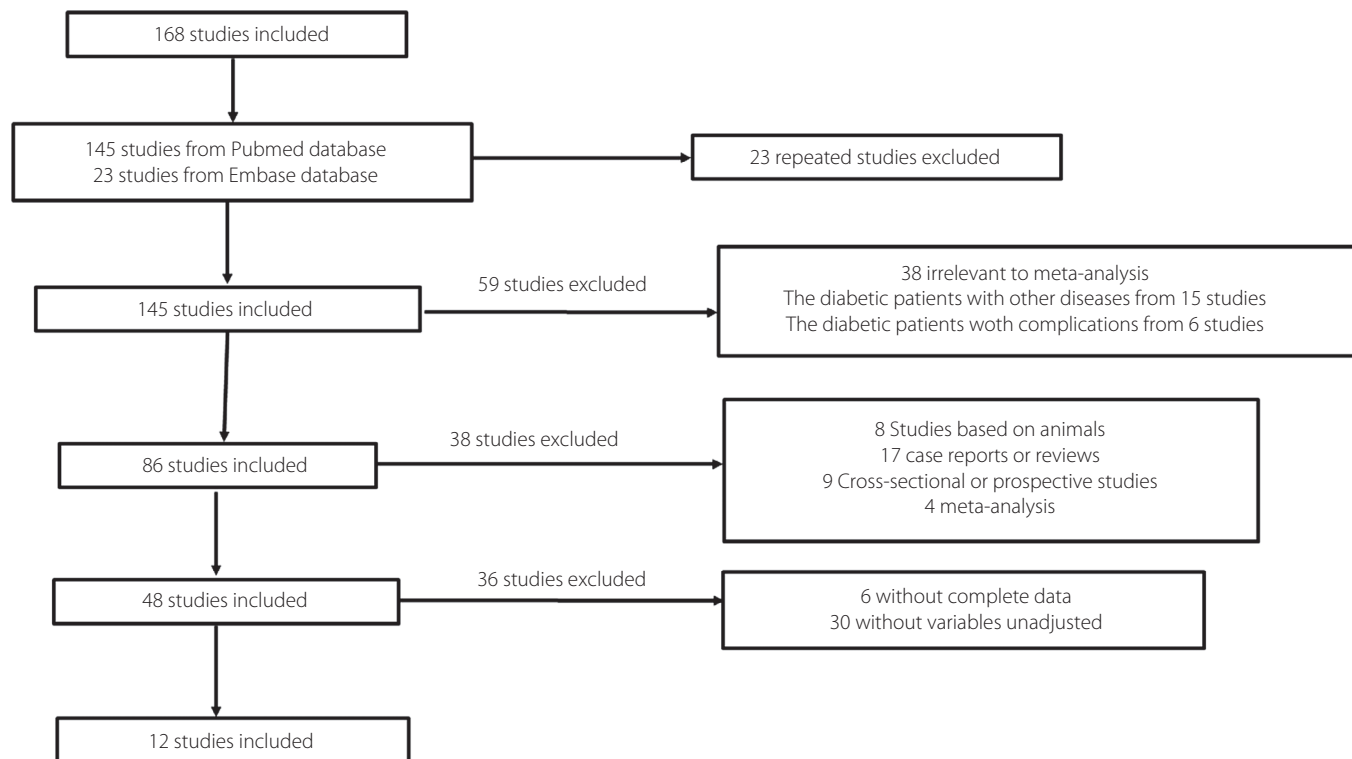 168 studies included
145 studies from Pubmed database
23 studies from Embase database
23 repeated studies excluded
145 studies included
59 studies excluded
38 irrelevant to meta-analysis
The diabetic patients with other diseases from 15 studies
The diabetic patients woth complications from 6 studies
86 studies included
38 studies excluded
8 Studies based on animals
17 case reports or reviews
9 Cross-sectional or prospective studies
4 meta-analysis
48 studies included
36 studies excluded
6 without complete data
30 without variables unadjusted
12 studies included